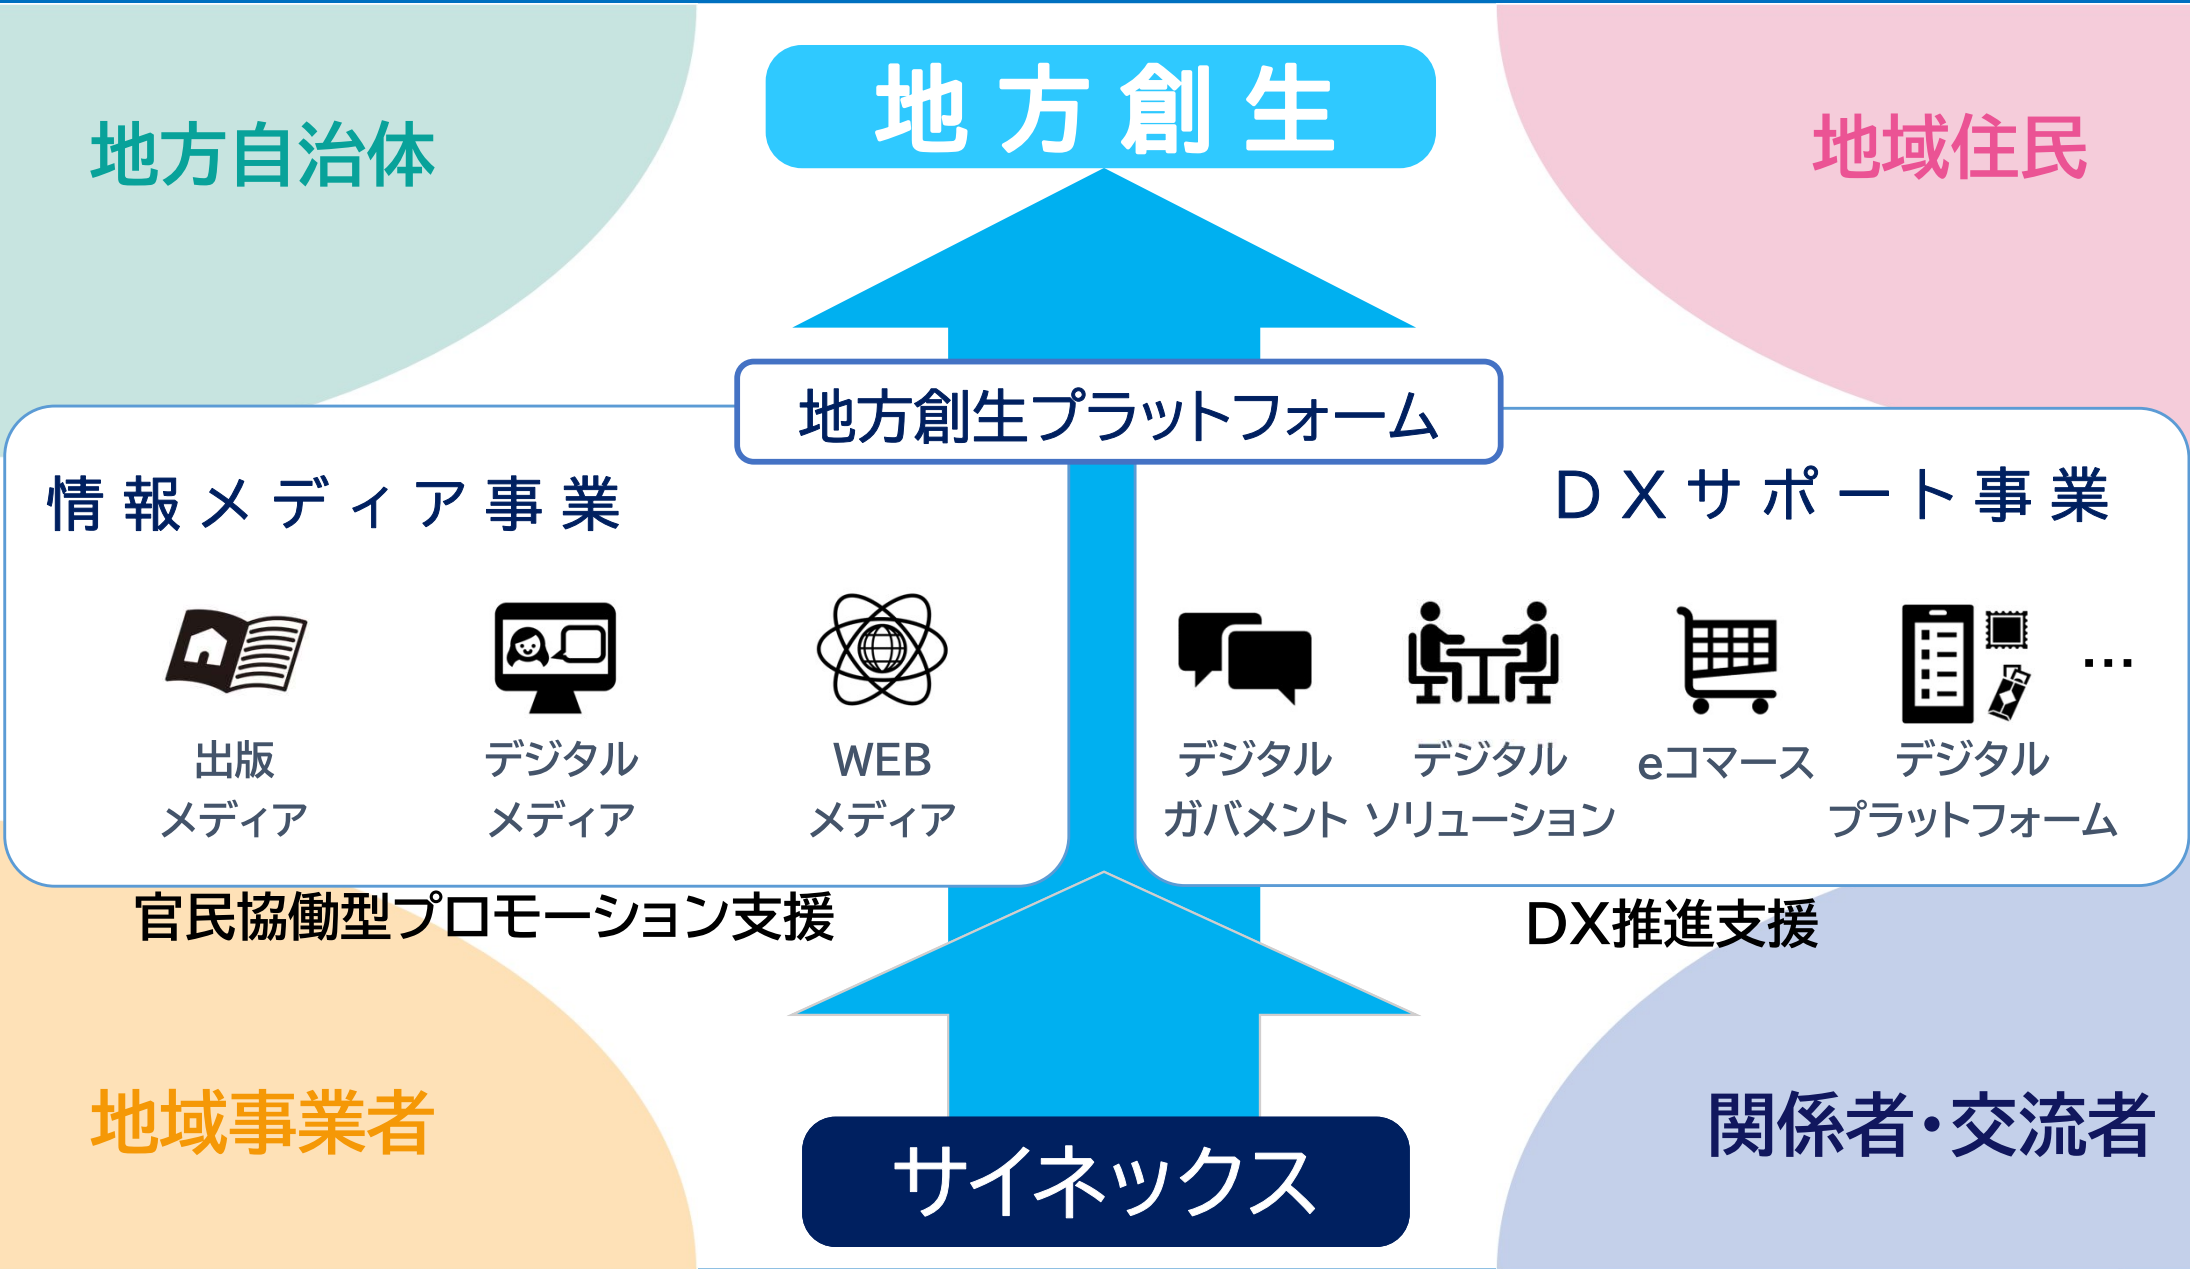 地方創生
地方自治体
地域住民
地方創生プラットフォーム
情報メディア事業
DXサポート事業
出版
メディア
デジタル
メディア
WEB
メディア
デジタル
ガバメント
デジタル
ソリューション
eコマース
デジタル
プラットフォーム
…
官民協働型プロモーション支援
DX推進支援
地域事業者
関係者・交流者
サイネックス